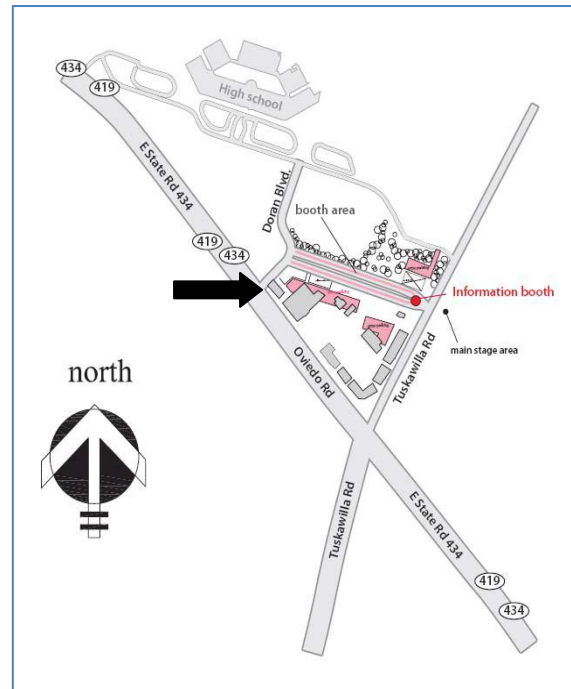 434
419
High school
E State Rd 434
Doran Blvd.
booth area
419
434
Information booth
main stage area
Oviedo Rd
Tuskawilla Rd
north
Tuskawilla Rd
E State Rd 434
419
434